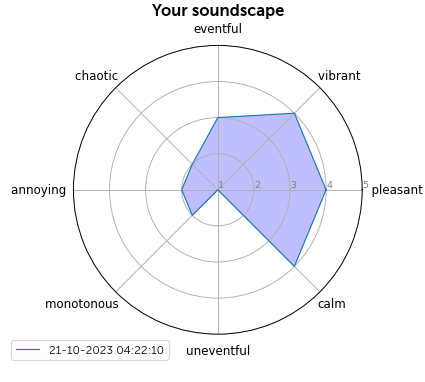 Your soundscape
eventful
chaotic
vibrant
annoying
1 2 3 4 5
pleasant
monotonous
calm
uneventful
21-10-2023 04:22:10